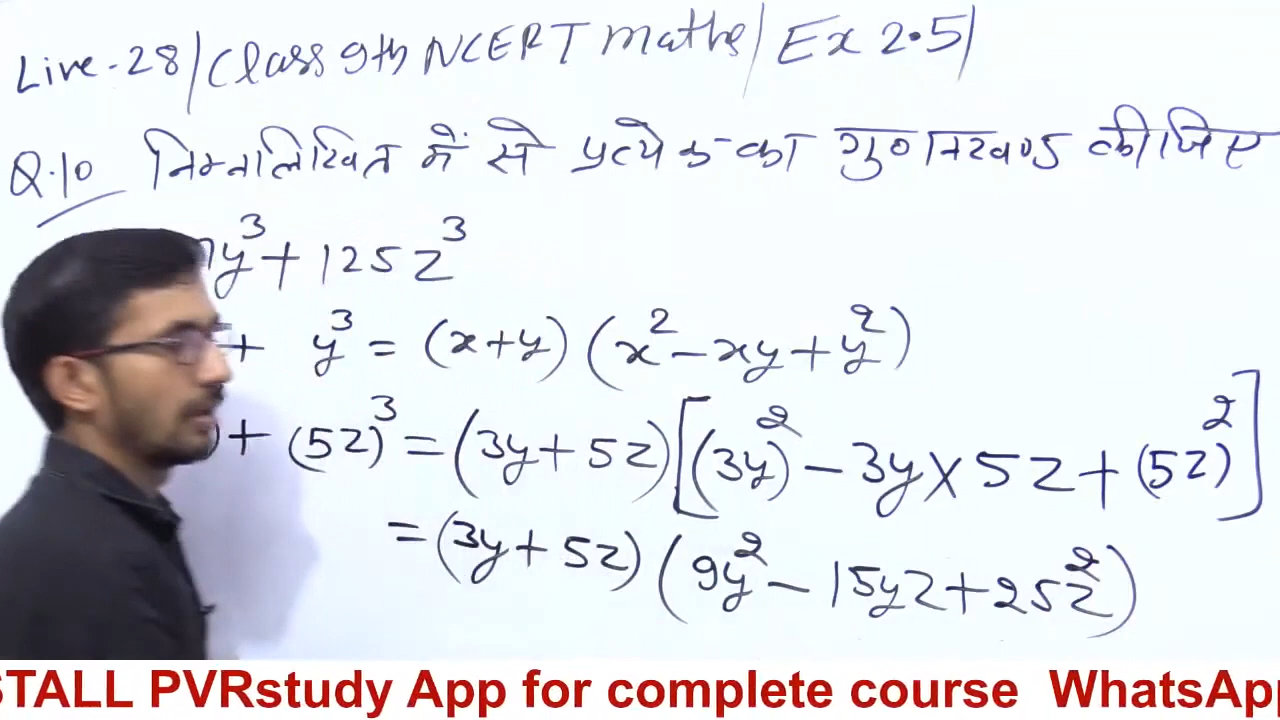 Live-28/Class 9th NCERT maths/Ex 2.5/
Q.10 निम्नलिखित में से प्रत्येक का गुणनखण्ड कीजिए
y³ + 125z³
+ y³ = (x+y) (x² - xy + y²)
) + (5z)³ = (3y + 5z) [(3y)² - 3y × 5z + (5z)²]
= (3y + 5z) (9y² - 15yz + 25z²)
STALL PVRstudy App for complete course WhatsApp